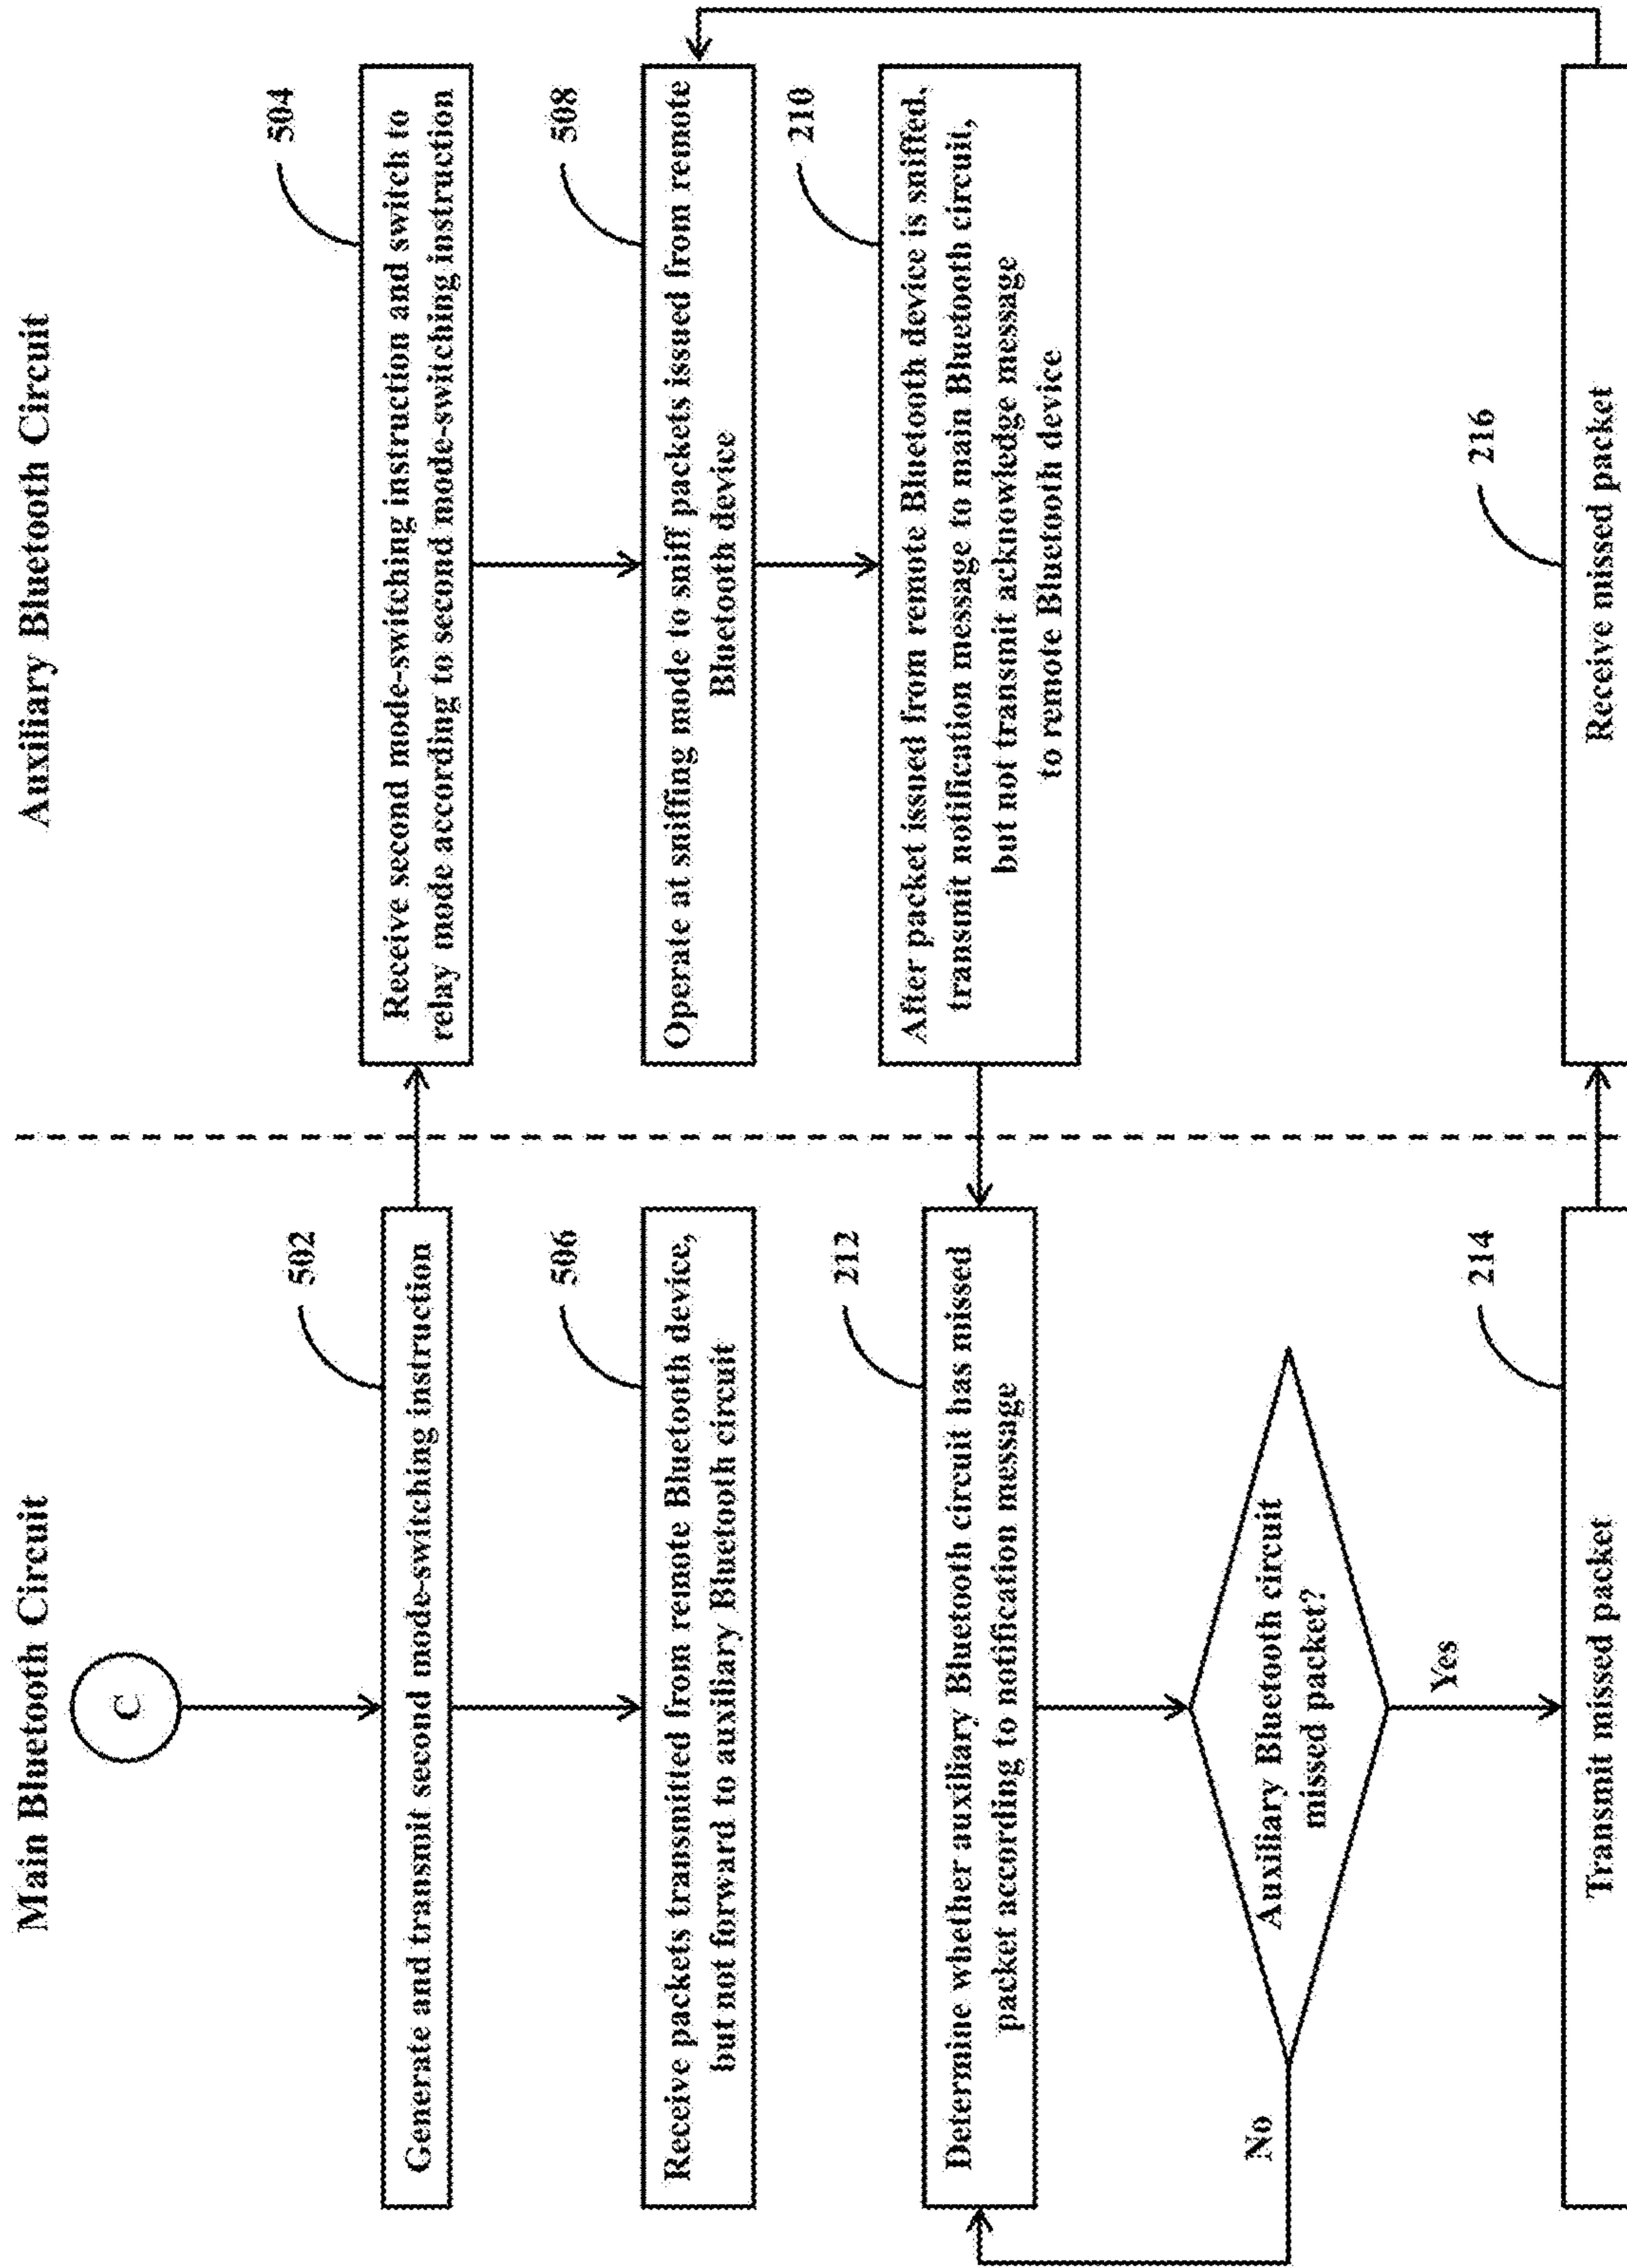 Main Bluetooth Circuit
Auxiliary Bluetooth Circuit
C
502
Generate and transmit second mode-switching instruction
504
Receive second mode-switching instruction and switch to
relay mode according to second mode-switching instruction
506
Receive packets transmitted from remote Bluetooth device,
but not forward to auxiliary Bluetooth circuit
508
Operate at sniffing mode to sniff packets issued from remote
Bluetooth device
210
After packet issued from remote Bluetooth device is sniffed,
transmit notification message to main Bluetooth circuit,
but not transmit acknowledge message
to remote Bluetooth device
212
Determine whether auxiliary Bluetooth circuit has missed
packet according to notification message
Auxiliary Bluetooth circuit
missed packet?
No
Yes
214
Transmit missed packet
216
Receive missed packet